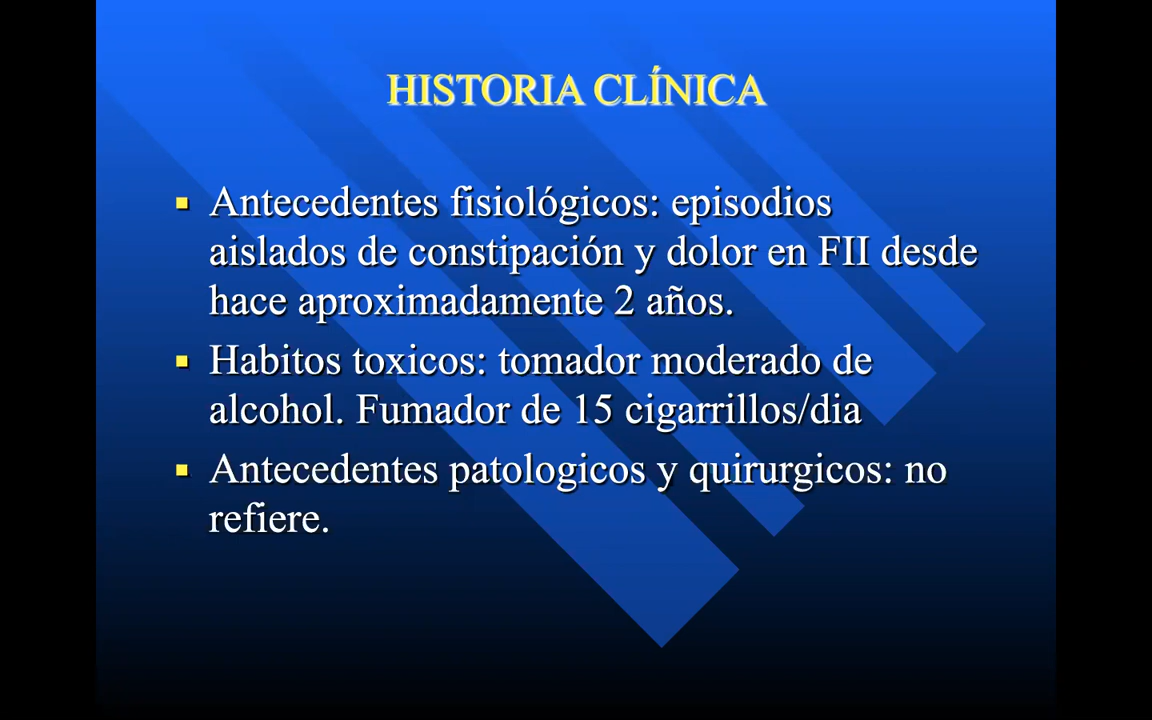 HISTORIA CLÍNICA
▪ Antecedentes fisiológicos: episodios
aislados de constipación y dolor en FII desde
hace aproximadamente 2 años.
▪ Habitos toxicos: tomador moderado de
alcohol. Fumador de 15 cigarrillos/dia
▪ Antecedentes patologicos y quirurgicos: no
refiere.